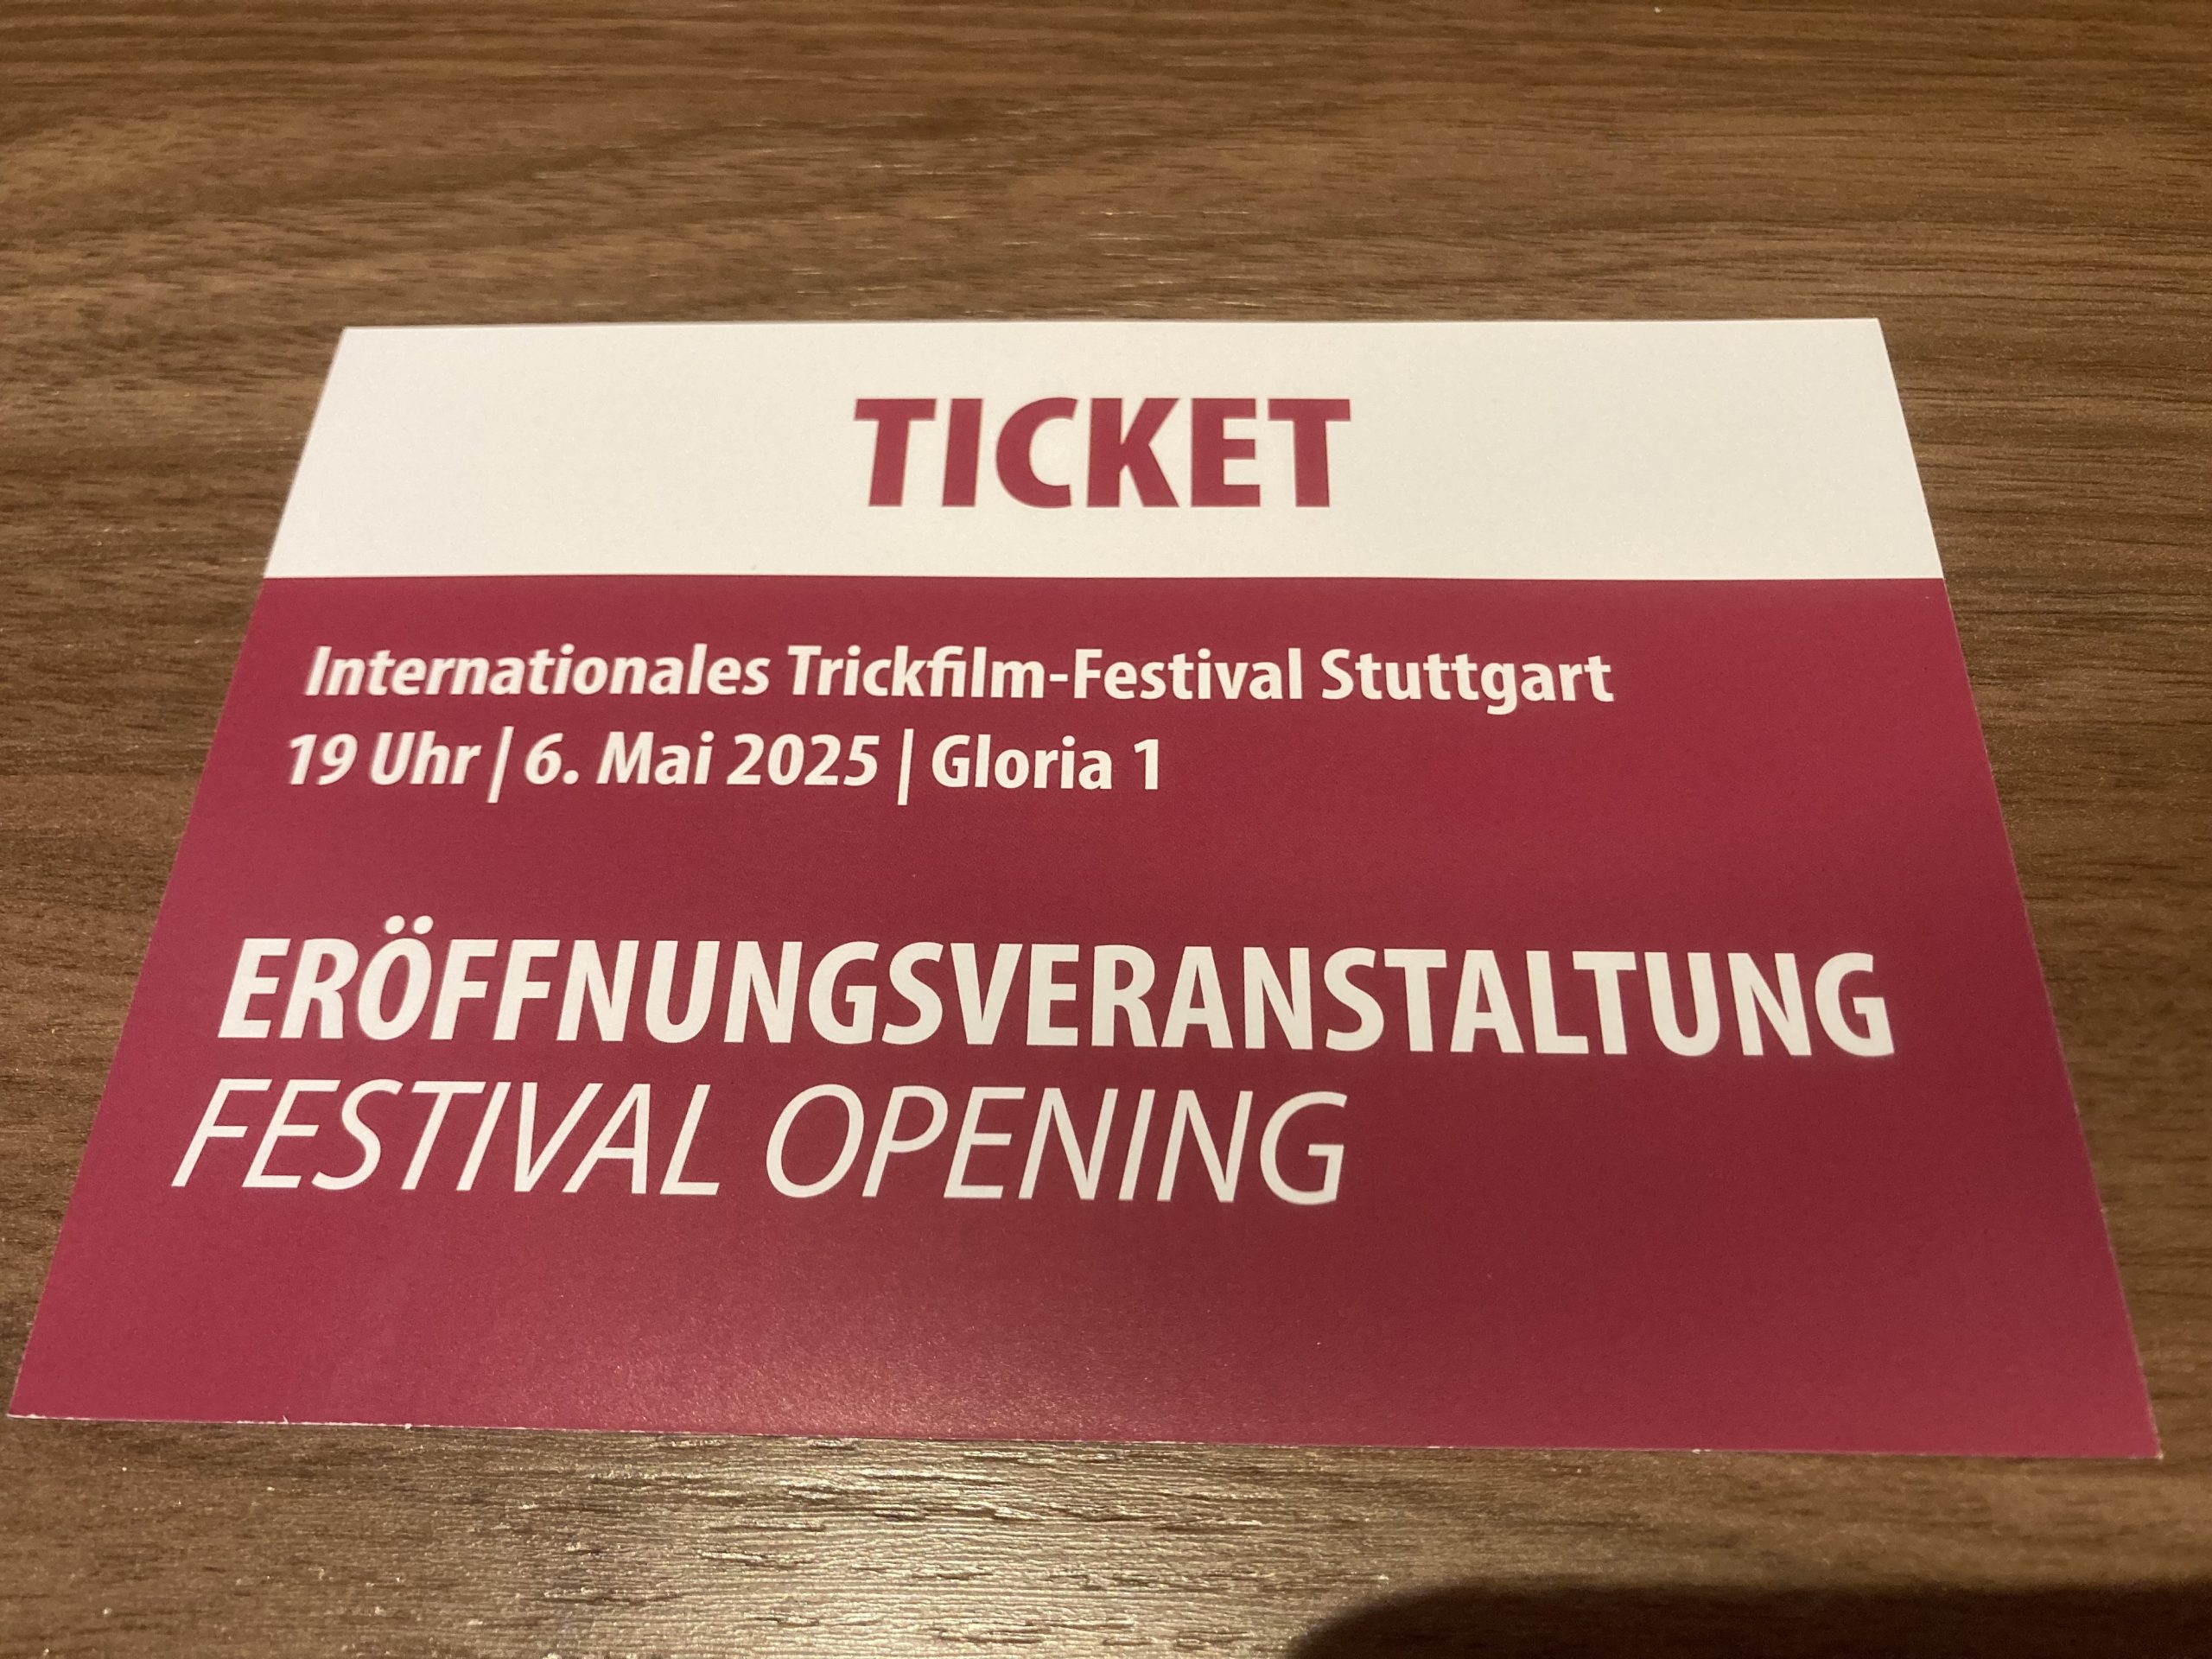 TICKET
Internationales Trickfilm-Festival Stuttgart
19 Uhr | 6. Mai 2025 | Gloria 1
ERÖFFNUNGSVERANSTALTUNG
FESTIVAL OPENING